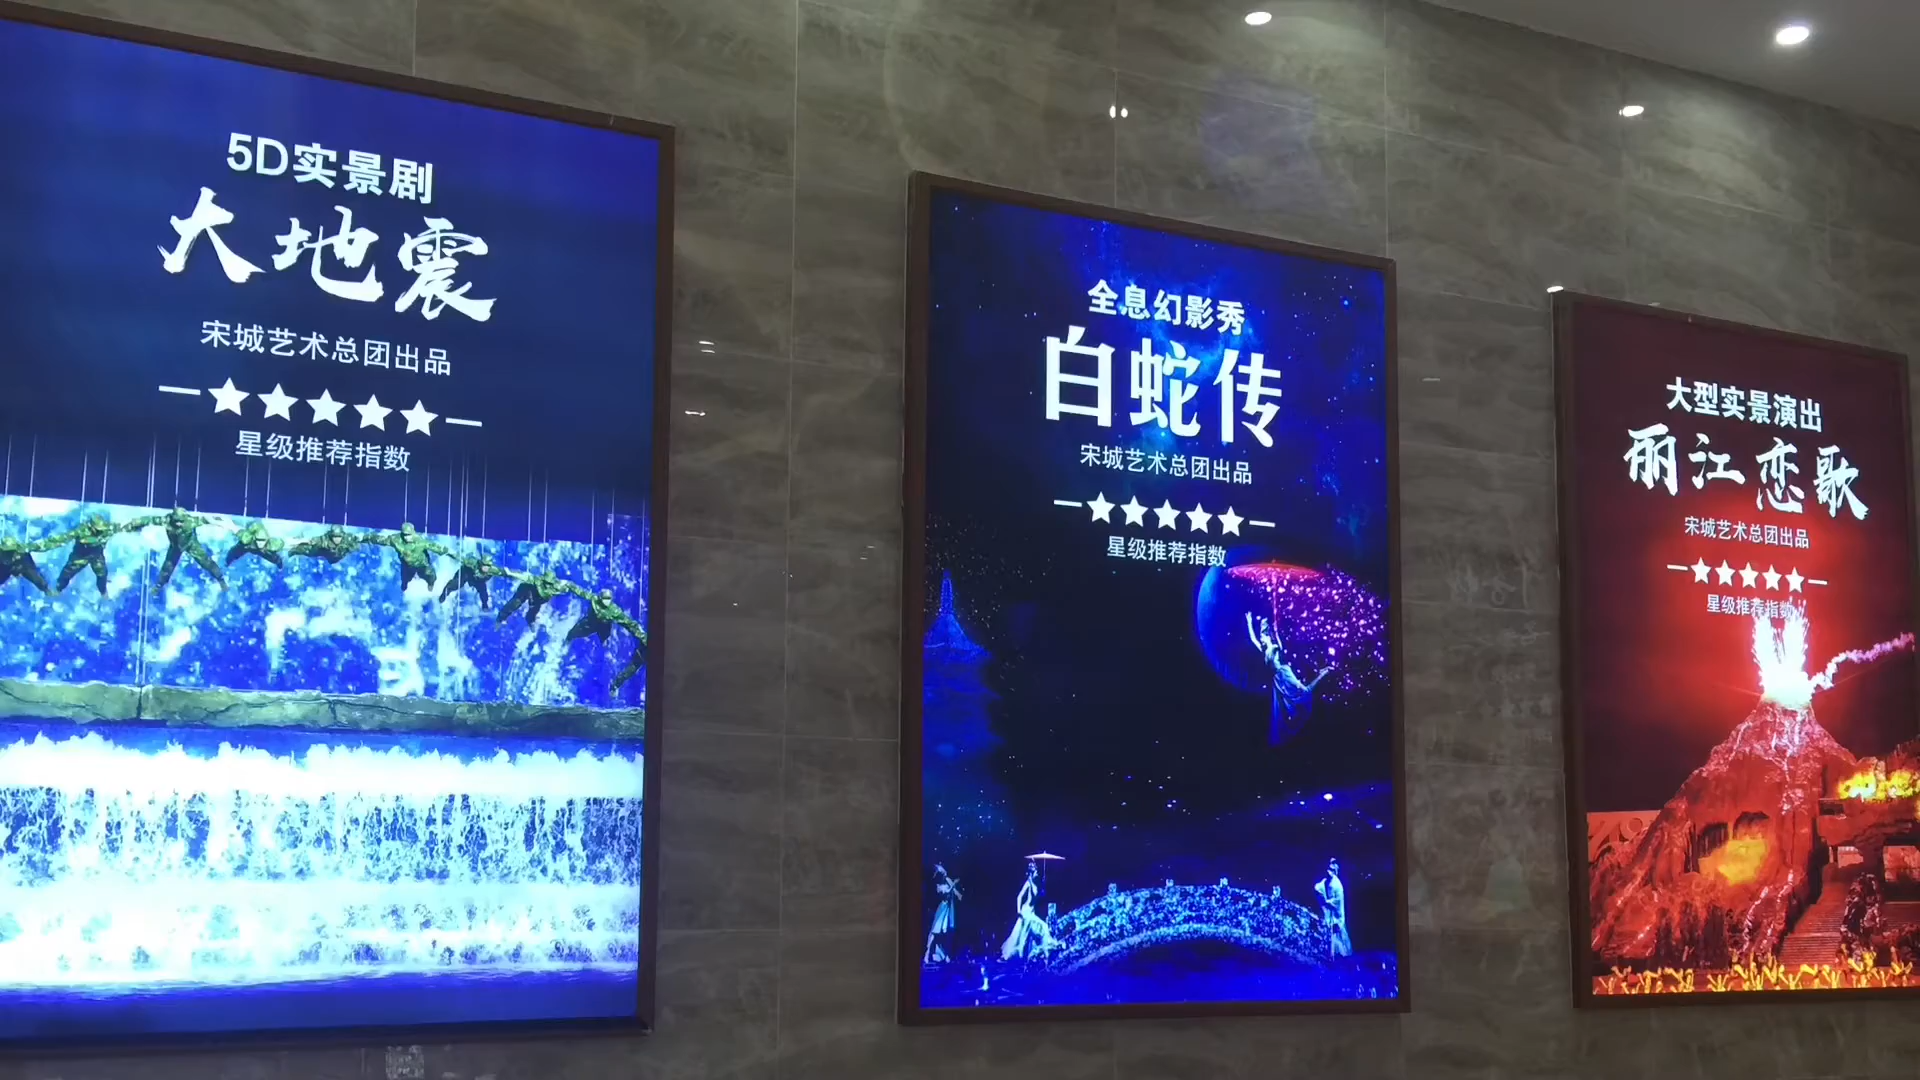 5D实景剧
大地震
宋城艺术总团出品
星级推荐指数
全息幻影秀
白蛇传
宋城艺术总团出品
星级推荐指数
大型实景演出
丽江恋歌
宋城艺术总团出品
星级推荐指数